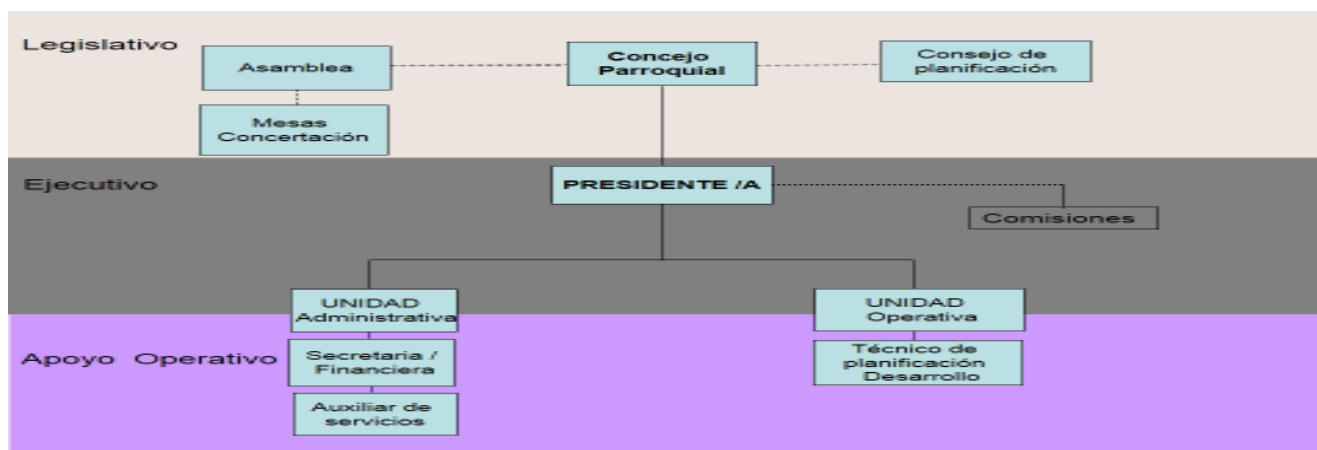 Legislativo
Asamblea
Concejo
Parroquial
Consejo de
planificación
Mesas
Concertación
Ejecutivo
PRESIDENTE /A
Comisiones
UNIDAD
Administrativa
UNIDAD
Operativa
Apoyo Operativo
Secretaria /
Financiera
Técnico de
planificación
Desarrollo
Auxiliar de
servicios